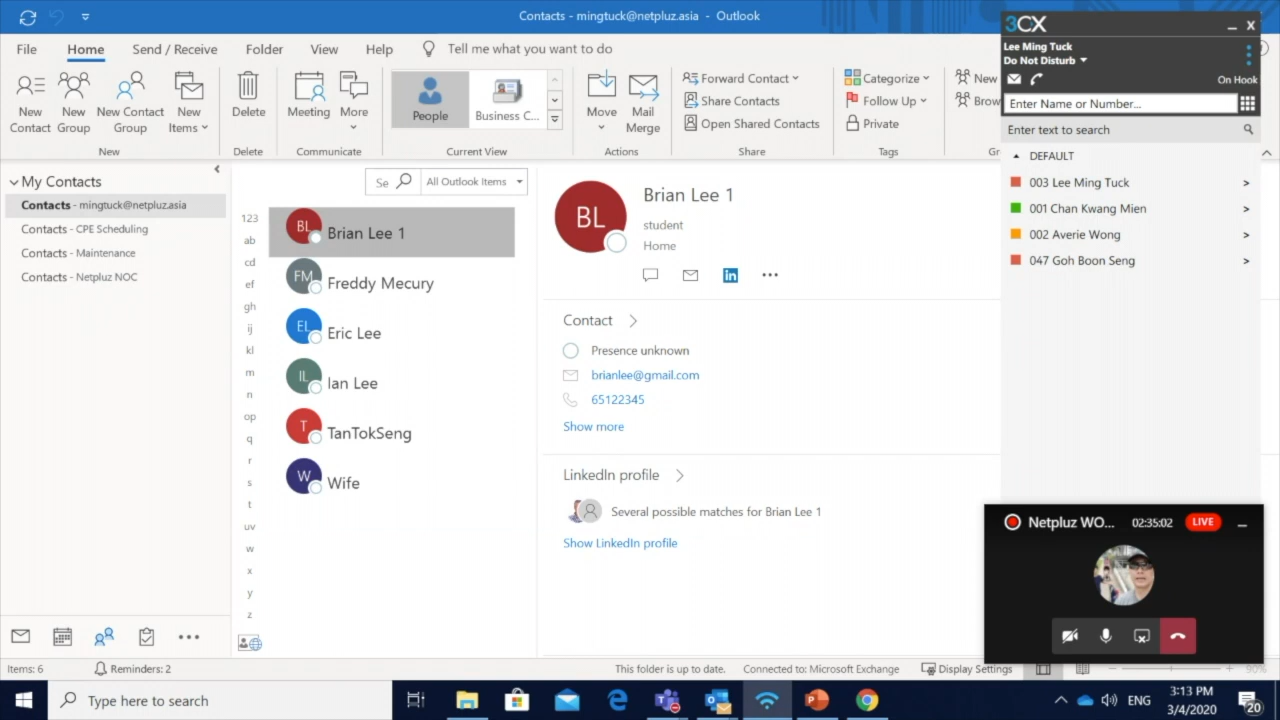 Contacts - mingtuck@netpluz.asia - Outlook
File Home Send / Receive Folder View Help Tell me what you want to do
New Contact
New Group
New Contact Group
New Items
Delete
Meeting
More
People
Business C...
Move
Mail Merge
Forward Contact
Share Contacts
Open Shared Contacts
Categorize
Follow Up
Private
New
Brow
New
Delete
Communicate
Current View
Actions
Share
Tags
Gr
My Contacts
Contacts - mingtuck@netpluz.asia
Contacts - CPE Scheduling
Contacts - Maintenance
Contacts - Netpluz NOC
Se
All Outlook Items
123
ab
cd
ef
gh
ij
kl
m
n
op
q
r
s
t
uv
w
x
y
z
BL Brian Lee 1
FM Freddy Mecury
EL Eric Lee
IL Ian Lee
T TanTokSeng
W Wife
BL
Brian Lee 1
student
Home
in
Contact
Presence unknown
brianlee@gmail.com
65122345
Show more
LinkedIn profile
Several possible matches for Brian Lee 1
Show LinkedIn profile
3CX
Lee Ming Tuck
Do Not Disturb
On Hook
Enter Name or Number...
Enter text to search
DEFAULT
003 Lee Ming Tuck >
001 Chan Kwang Mien >
002 Averie Wong >
047 Goh Boon Seng >
Netpluz WO... 02:35:02 LIVE
Items: 6 Reminders: 2 This folder is up to date. Connected to: Microsoft Exchange Display Settings 90%
Type here to search
ENG
3:13 PM
3/4/2020
20